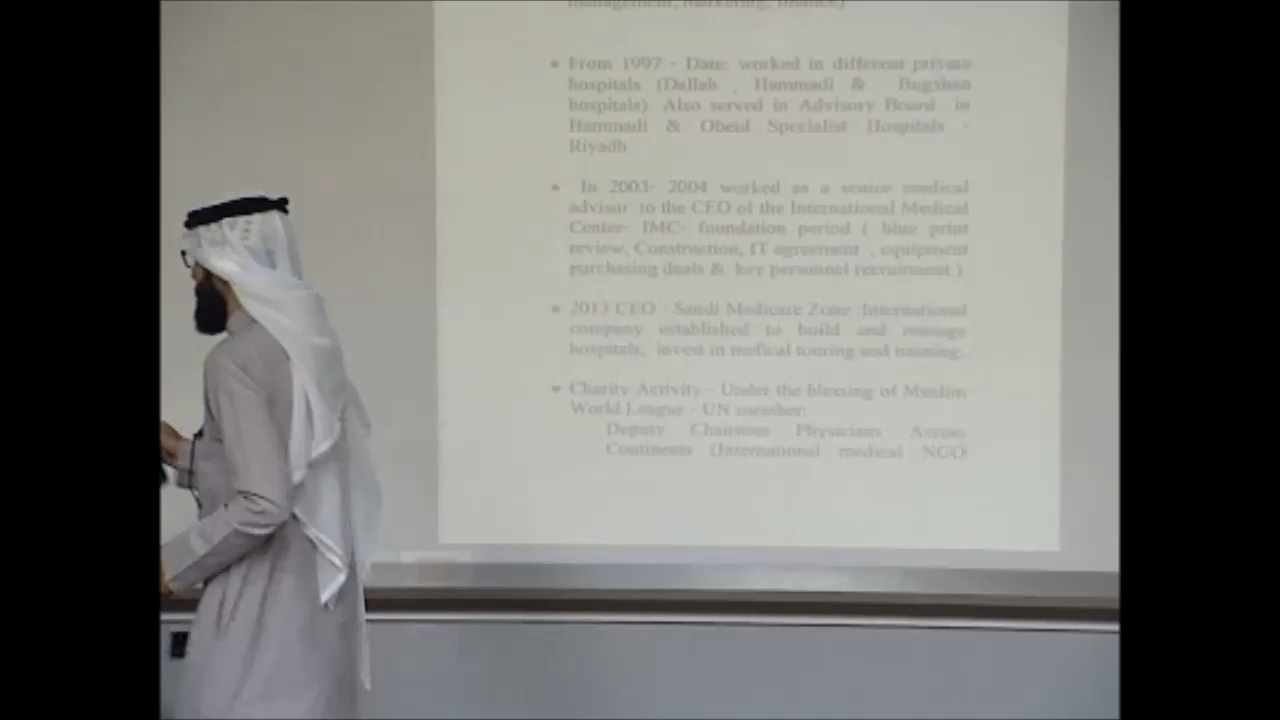 management, marketing, finance)
• From 1997 - Date: worked in different private
hospitals (Dallah , Hammadi & Bugshan
hospitals) Also served in Advisory Board in
Hammadi & Obeid Specialist Hospitals -
Riyadh
• In 2003- 2004 worked as a senior medical
advisor to the CEO of the International Medical
Center- IMC- foundation period ( blue print
review, Construction, IT agreement , equipment
purchasing deals & key personnel recruitment )
• 2013 CEO - Saudi Medicare Zone :International
company established to build and manage
hospitals, invest in medical touring and training.
• Charity Activity - Under the blessing of Muslim
World League - UN member:
Deputy Chairman Physicians Across
Continents (International medical NGO